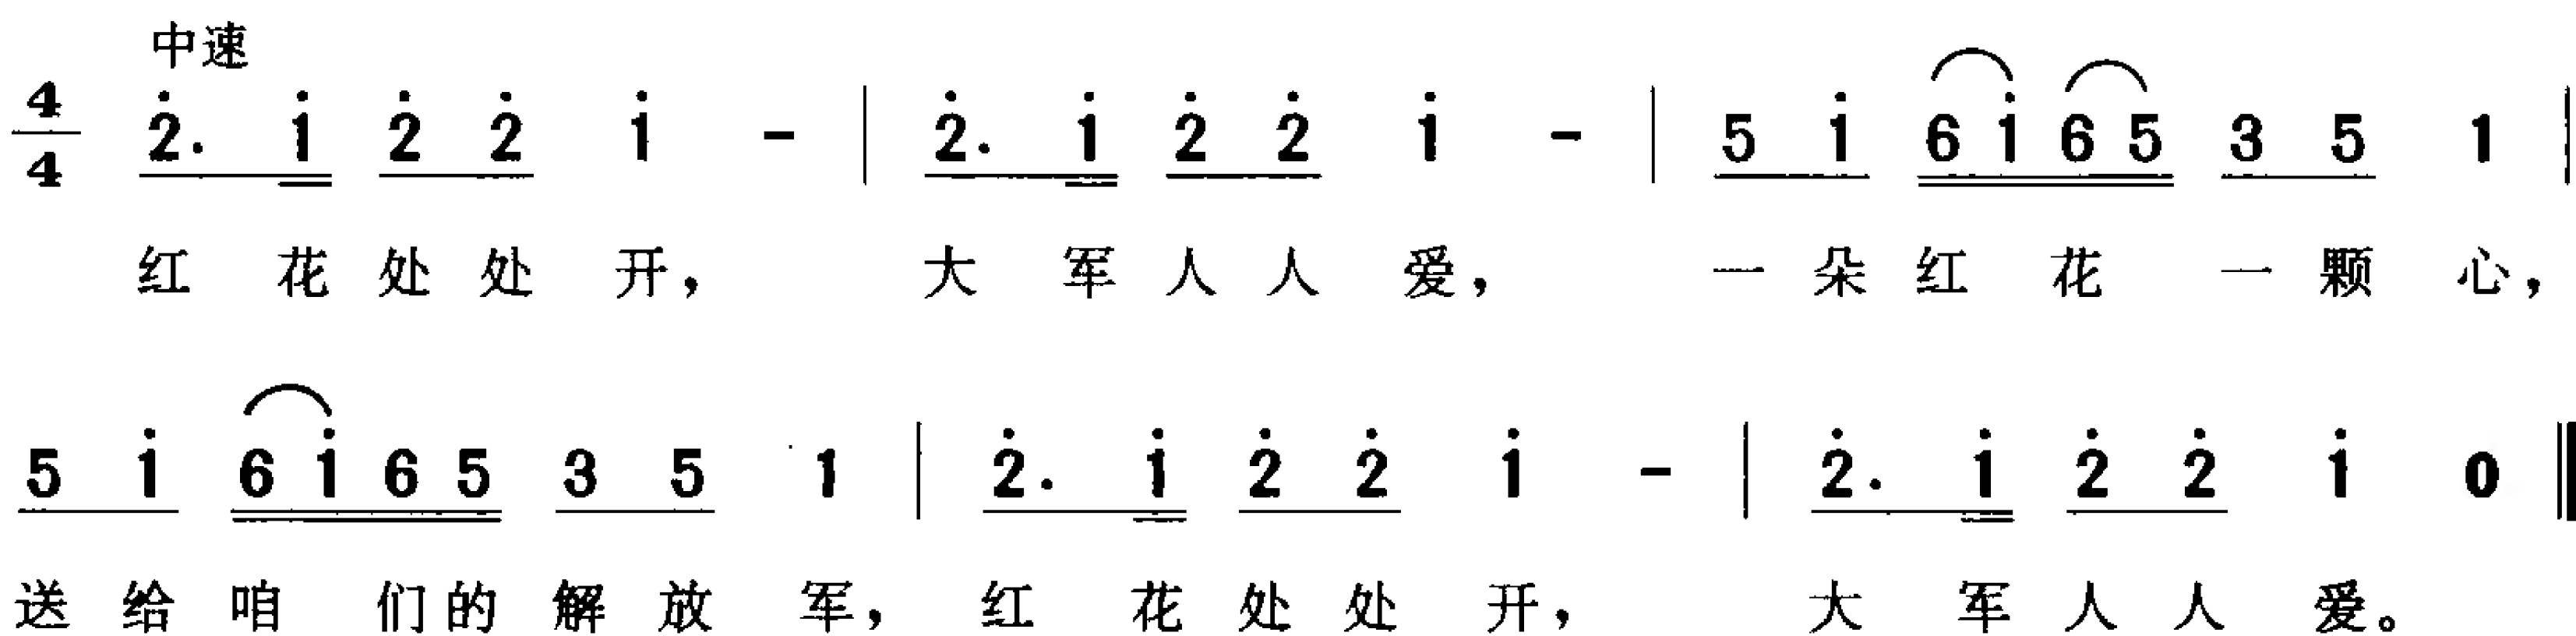 中速
4/4 2̇. 1̇ 2̇ 2̇ 1̇ - | 2̇. 1̇ 2̇ 2̇ 1̇ - | 5 1̇ 6 1̇ 6 5 3 5 1 |
红 花 处 处 开， 大 军 人 人 爱， 一 朵 红 花 一 颗 心，
5 1̇ 6 1̇ 6 5 3 5 1 | 2̇. 1̇ 2̇ 2̇ 1̇ - | 2̇. 1̇ 2̇ 2̇ 1̇ 0 ‖
送 给 咱 们 的 解 放 军， 红 花 处 处 开， 大 军 人 人 爱。